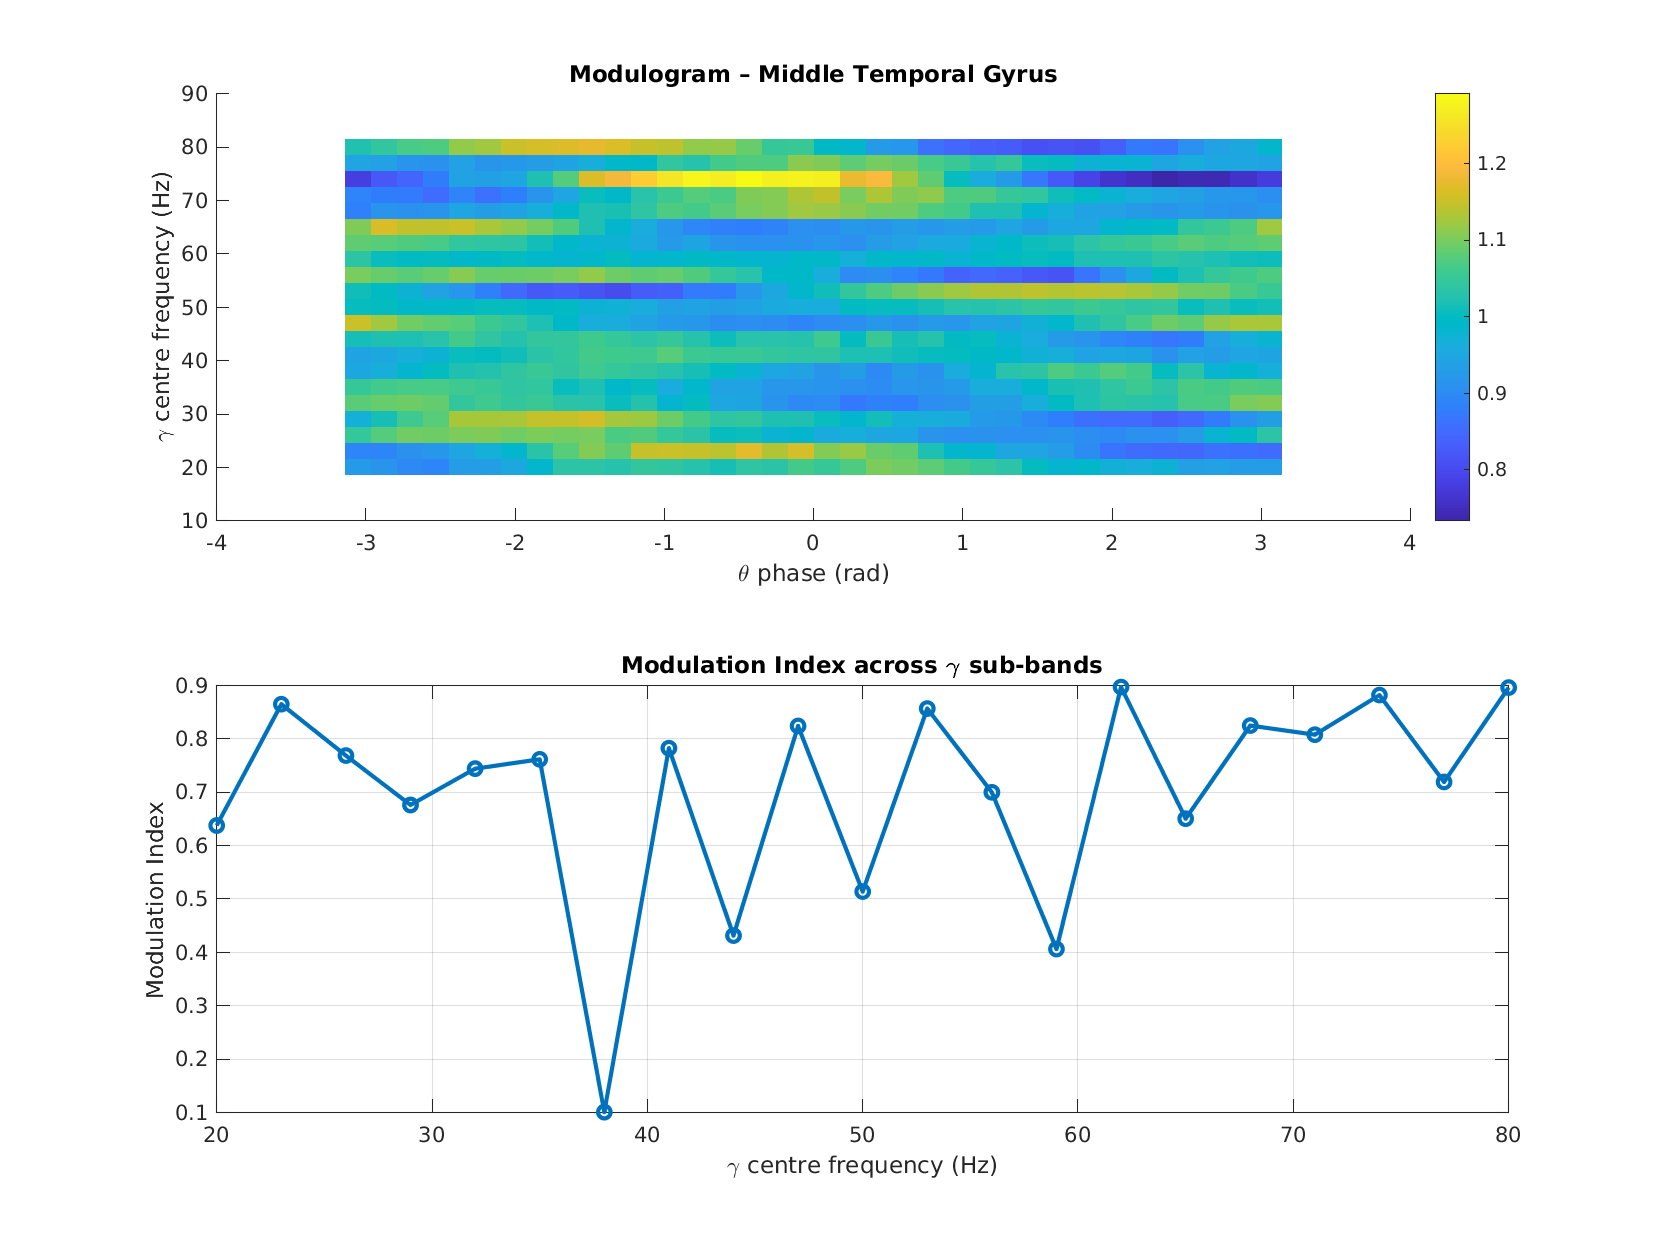 Modulogram – Middle Temporal Gyrus
γ centre frequency (Hz)
90
80
70
60
50
40
30
20
10
-4 -3 -2 -1 0 1 2 3 4
θ phase (rad)
1.2
1.1
1
0.9
0.8
Modulation Index across γ sub-bands
Modulation Index
0.9
0.8
0.7
0.6
0.5
0.4
0.3
0.2
0.1
20 30 40 50 60 70 80
γ centre frequency (Hz)